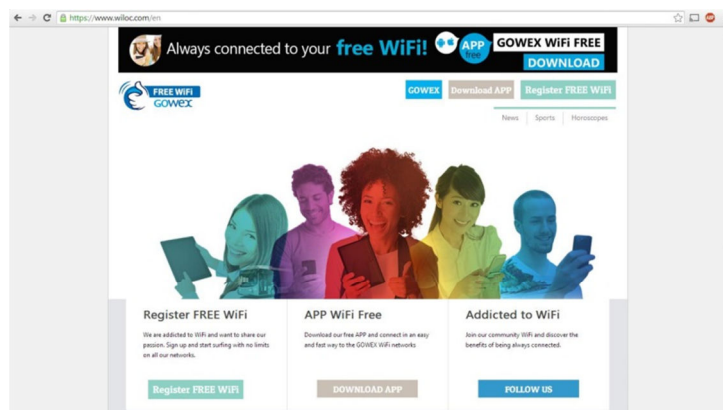 https://www.wiloc.com/en
Always connected to your free WiFi!
APP
free
GOWEX WiFi FREE
DOWNLOAD
FREE WiFi
GOWEX
GOWEX
Download APP
Register FREE WiFi
News
Sports
Horoscopes
Register FREE WiFi
We are addicted to WiFi and want to share our
passion. Sign up and start surfing with no limits
on all our networks.
Register FREE WiFi
APP WiFi Free
Download our free APP and connect in an easy
and fast way to the GOWEX WiFi networks
DOWNLOAD APP
Addicted to WiFi
Join our community WiFi and discover the
benefits of being always connected.
FOLLOW US